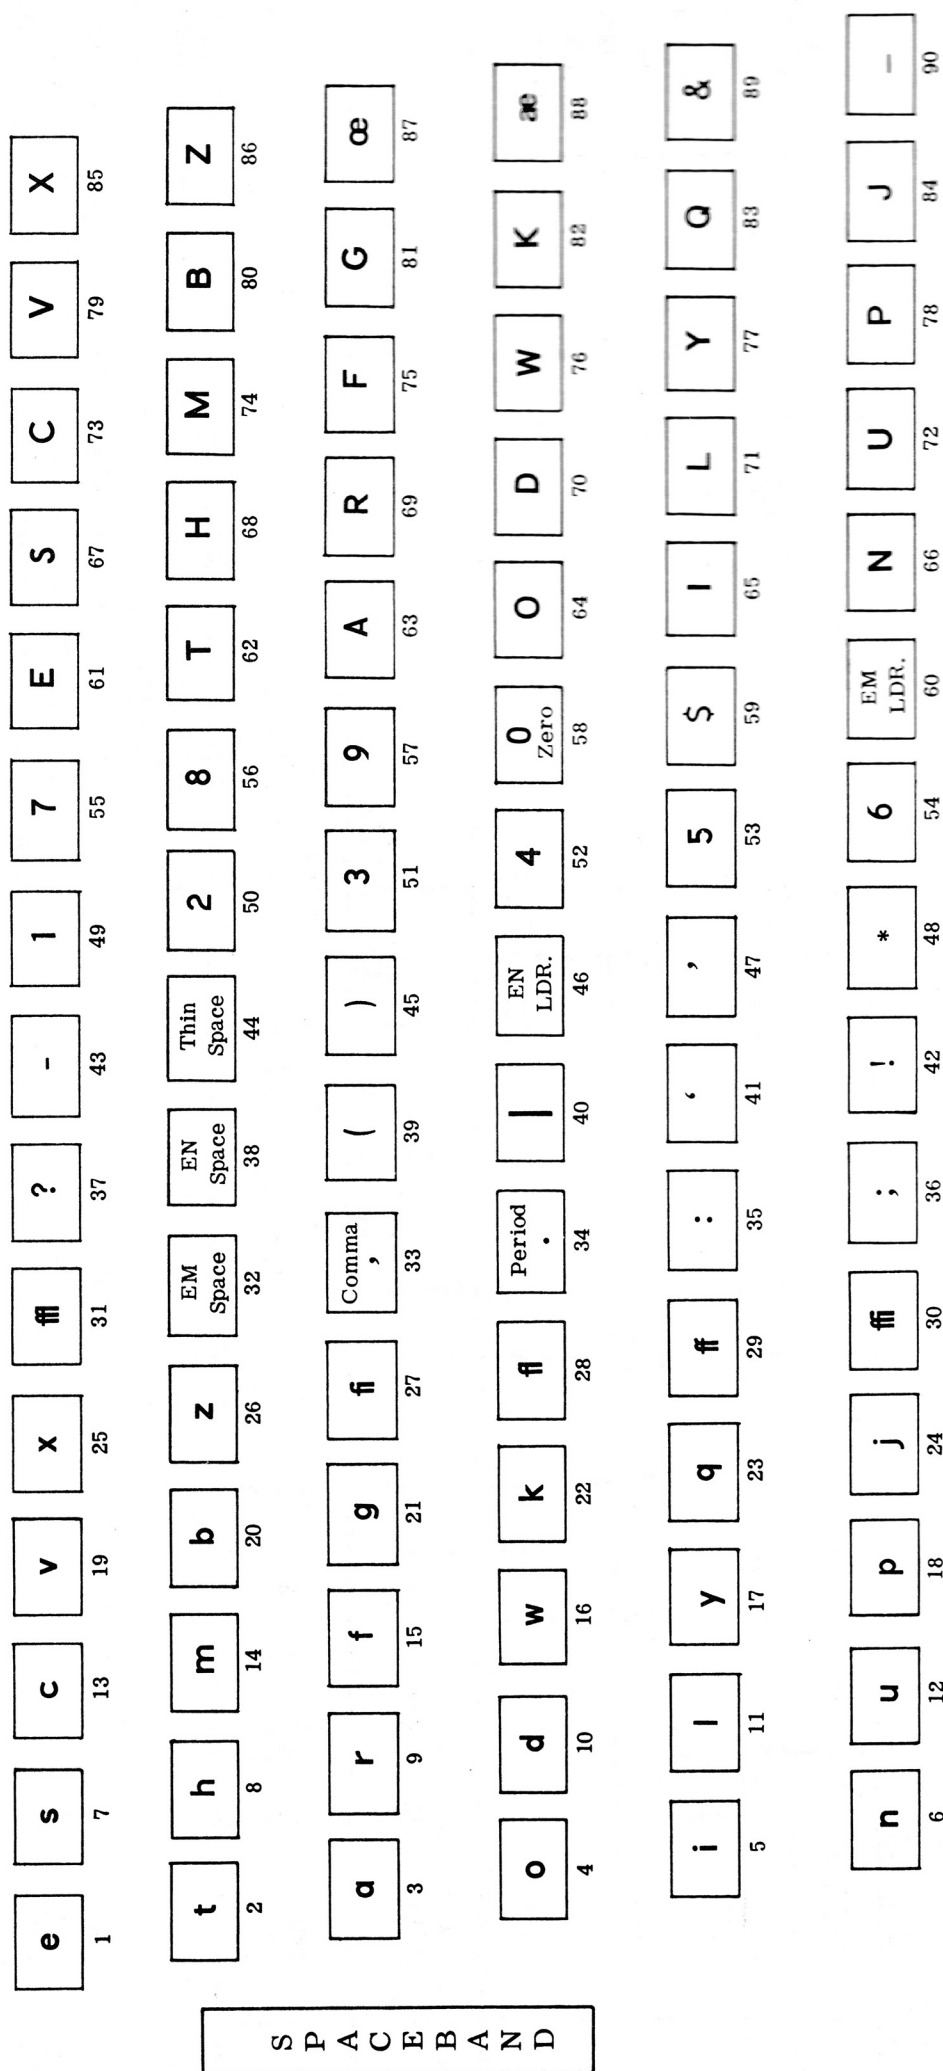 e s c v x ffl ? - 1 7 E S C V X
1 7 13 19 25 31 37 43 49 55 61 67 73 79 85
t h m b z EM Space EN Space Thin Space 2 8 T H M B Z
2 8 14 20 26 32 38 44 50 56 62 68 74 80 86
a r f g fi Comma , ( ) 3 9 A R F G œ
3 9 15 21 27 33 39 45 51 57 63 69 75 81 87
o d w k fl Period . | EN LDR. 4 0 Zero O D W K æ
4 10 16 22 28 34 40 46 52 58 64 70 76 82 88
i l y q ff : ‘ ’ 5 $ I L Y Q &
5 11 17 23 29 35 41 47 53 59 65 71 77 83 89
n u p j ffi ; ! * 6 EM LDR. N U P J –
6 12 18 24 30 36 42 48 54 60 66 72 78 84 90
SPACEBAND